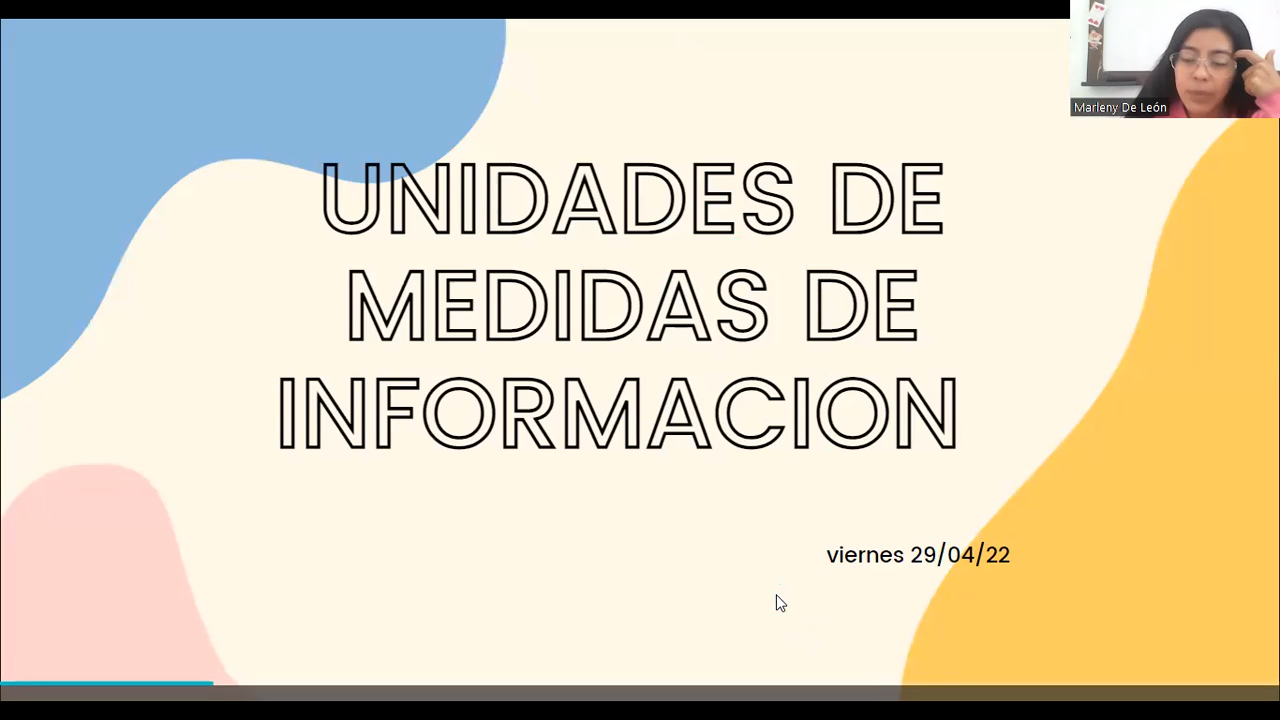 Marleny De León
UNIDADES DE
MEDIDAS DE
INFORMACION
viernes 29/04/22